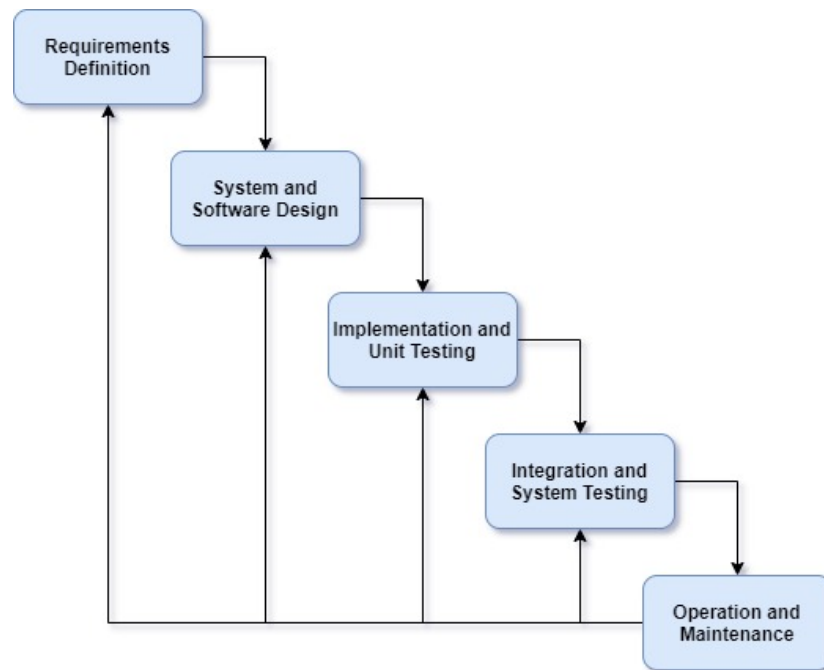 Requirements
Definition
System and
Software Design
Implementation and
Unit Testing
Integration and
System Testing
Operation and
Maintenance